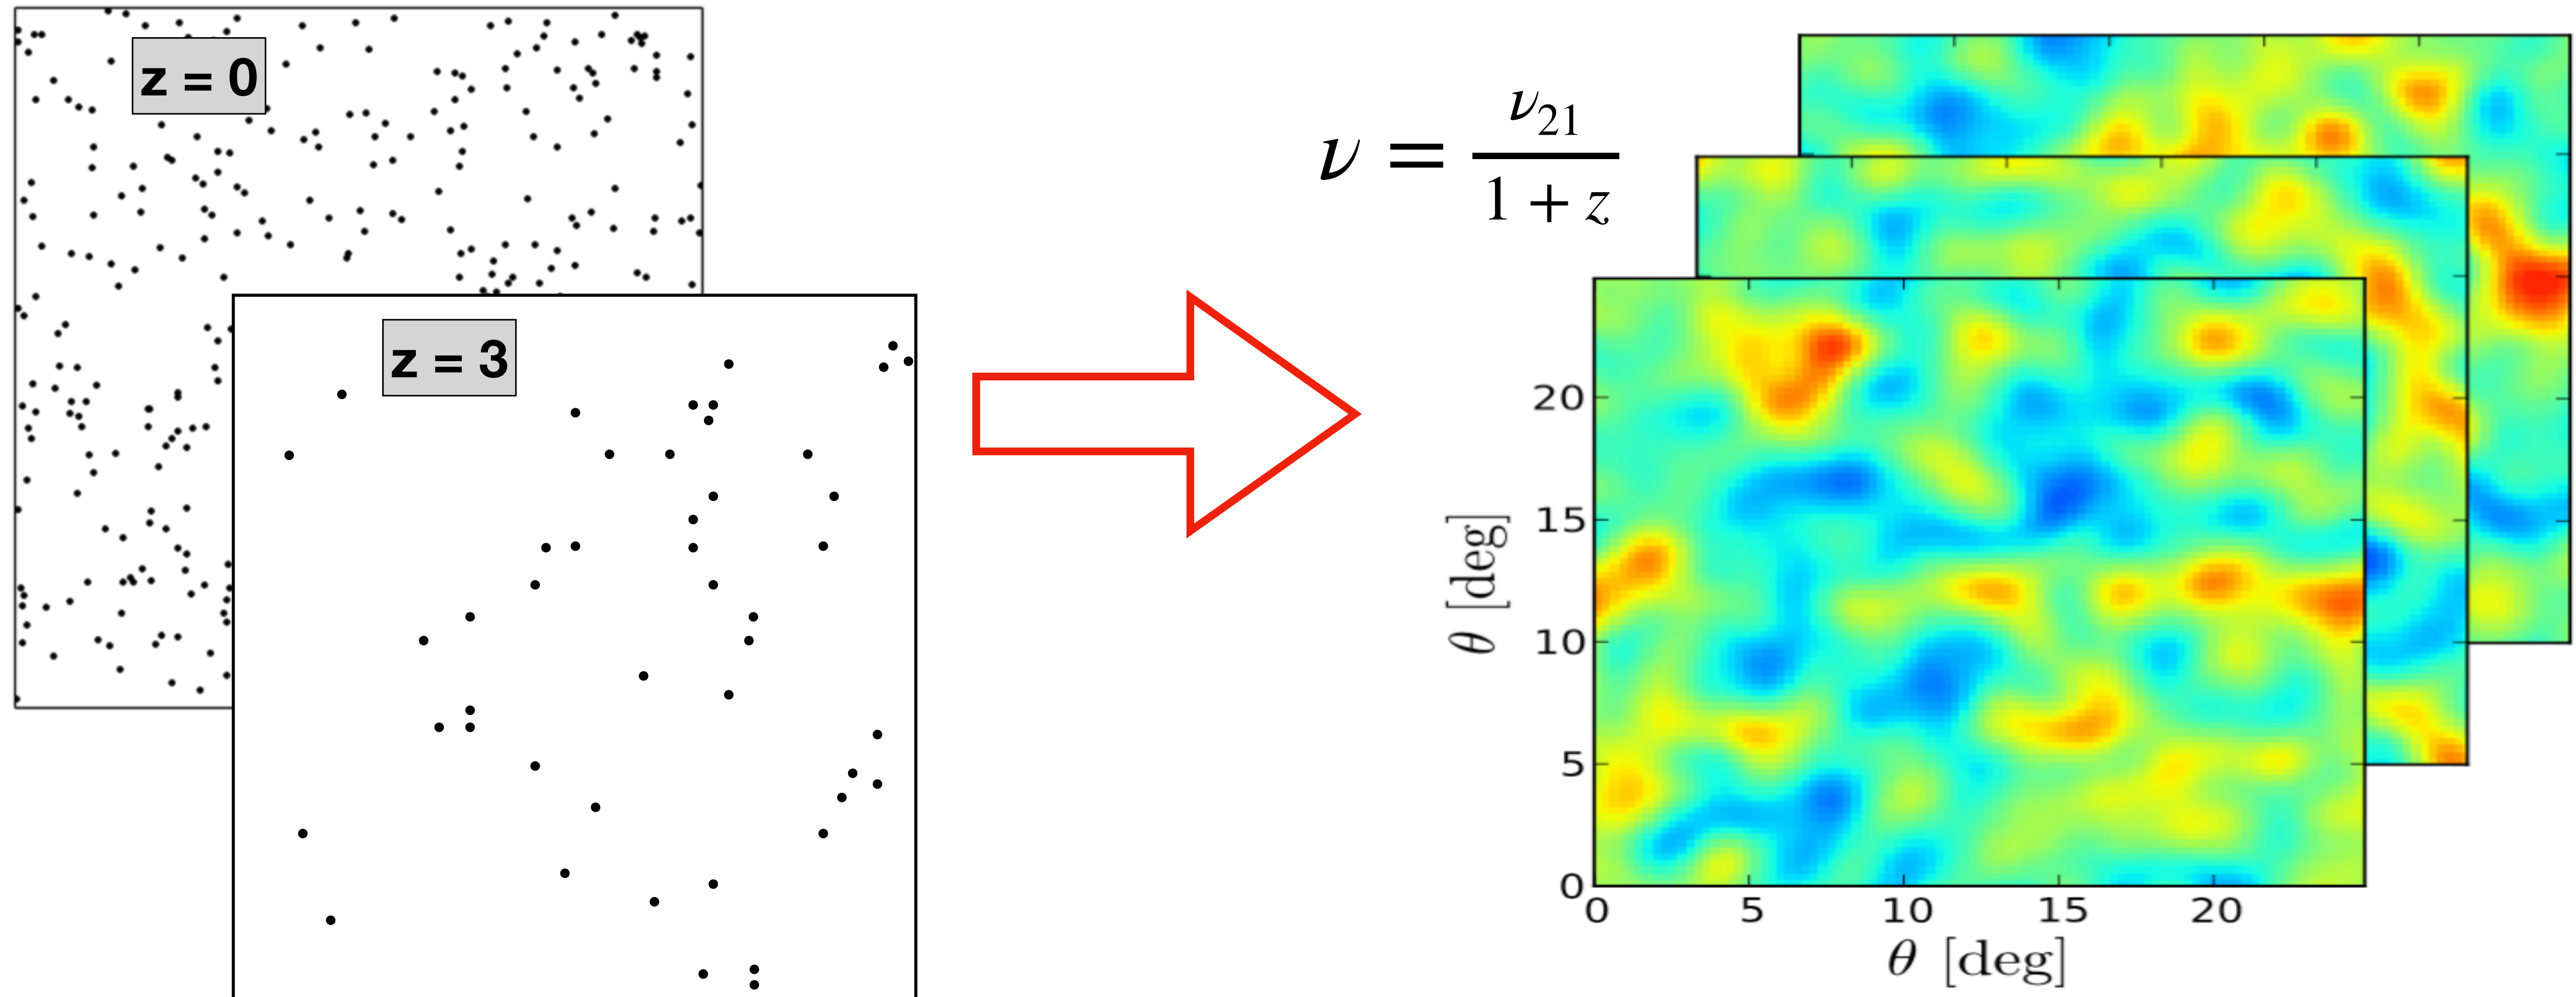 z = 0
z = 3
ν = ν₂₁ / 1 + z
θ [deg]
20
15
10
5
0
0 5 10 15 20
θ [deg]